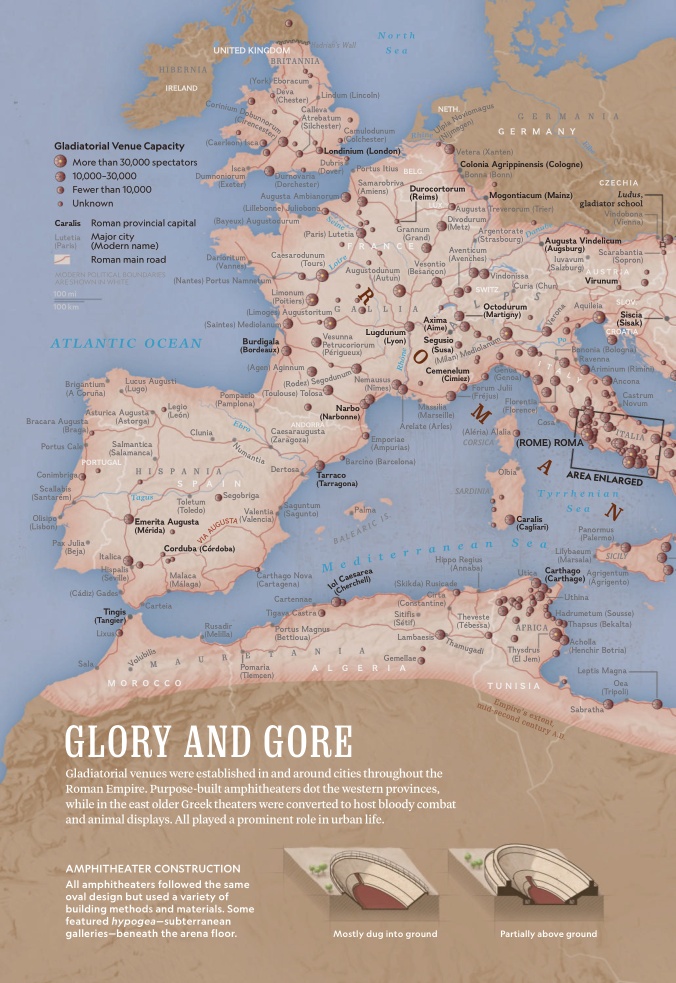 North
Sea
Hadrian's Wall
UNITED KINGDOM
BRITANNIA
HIBERNIA
IRELAND
(York) Eboracum
Deva
(Chester)
Lindum (Lincoln)
Corinium Dobunnorum
(Cirencester)
Calleva
Atrebatum
(Silchester)
Camulodunum
(Colchester)
(Caerleon) Isca
Londinium (London)
Isca
Dumnoniorum
(Exeter)
Durnovaria
(Dorchester)
Dubris
(Dover)
Portus Itius
NETH.
Ulpia Noviomagus
(Nijmegen)
Rhine
Vetera (Xanten)
GERMANIA
GERMANY
Colonia Agrippinensis (Cologne)
Bonna (Bonn)
BELG.
CZECHIA
Ludus,
gladiator school
Vindobona
(Vienna)
Gladiatorial Venue Capacity
More than 30,000 spectators
10,000–30,000
Fewer than 10,000
Unknown
Caralis Roman provincial capital
Lutetia
(Paris)
Major city
(Modern name)
Roman main road
MODERN POLITICAL BOUNDARIES
ARE SHOWN IN WHITE
100 mi
100 km
Samarobriva
(Amiens)
Durocortorum
(Reims)
Mogontiacum (Mainz)
Augusta Treverorum (Trier)
Augusta Ambianorum
(Lillebonne) Juliobona
(Bayeux) Augustodurum
Seine
(Paris) Lutetia
Divodurum
(Metz)
Grannum
(Grand)
Argentorate
(Strasbourg)
Danube
Augusta Vindelicum
(Augsburg)
Scarabantia
(Sopron)
FRANCE
Darioritum
(Vannes)
Caesarodunum
(Tours)
Loire
(Nantes) Portus Namnetum
Aventicum
(Avenches)
Vesontio
(Besançon)
Iuvavum
(Salzburg)
AUSTRIA
Vindonissa
Curia (Chur)
Virunum
SWITZ.
Augustodunum
(Autun)
Limonum
(Poitiers)
(Limoges) Augustoritum
(Saintes) Mediolanum
GALLIA
ALPS
SLOV.
Octodurum
(Martigny)
Aquileia
Siscia
(Sisak)
CROATIA
Verona
Axima
(Aime)
Lugdunum
(Lyon)
Segusio
(Susa)
(Milan) Mediolanum
Po
ATLANTIC OCEAN
Burdigala
(Bordeaux)
Vesunna
Petrucoriorum
(Périgueux)
Bononia (Bologna)
Ravenna
Ariminum (Rimini)
(Agen) Aginnum
(Rodez) Segodunum
Nemausus
(Nîmes)
Rhône
Cemenelum
(Cimiez)
Genua
(Genoa)
Ancona
ITALY
Brigantium
(A Coruña)
Lucus Augusti
(Lugo)
Pompaelo
(Pamplona)
(Toulouse) Tolosa
Forum Julii
(Fréjus)
Florentia
(Florence)
Castrum
Novum
Massilia
(Marseille)
Arelate (Arles)
Narbo
(Narbonne)
Cosa
Asturica Augusta
(Astorga)
Legio
(León)
Bracara Augusta
(Braga)
Clunia
Ebro
Caesaraugusta
(Zaragoza)
ANDORRA
Emporiae
(Ampurias)
(Aléria) Alalia
CORSICA
ITALIA
Portus Cale
Salmantica
(Salamanca)
Numantia
Barcino (Barcelona)
(ROME) ROMA
PORTUGAL
HISPANIA
SPAIN
Dertosa
Tarraco
(Tarragona)
Olbia
AREA ENLARGED
Conimbriga
Scallabis
(Santarém)
Tagus
Segobriga
Toletum
(Toledo)
SARDINIA
Tyrrhenian
Sea
Saguntum
(Sagunto)
Palma
BALEARIC IS.
Olisipo
(Lisbon)
Emerita Augusta
(Mérida)
VIA AUGUSTA
Valentia
(Valencia)
Caralis
(Cagliari)
ROMAN
Panormus
(Palermo)
Pax Julia
(Beja)
Corduba (Córdoba)
Mediterranean Sea
Lilybaeum
(Marsala)
SICILY
Italica
Hispalis
(Seville)
Malaca
(Málaga)
Carthago Nova
(Cartagena)
Iol Caesarea
(Cherchell)
Hippo Regius
(Annaba)
Utica
Carthago
(Carthage)
Agrigentum
(Agrigento)
(Skikda) Rusicade
(Cádiz) Gades
Carteia
Cartennae
Tigava Castra
Cirta
(Constantine)
Uthina
Tingis
(Tangier)
Lixus
Rusadir
(Melilla)
Portus Magnus
(Bettioua)
Sitifis
(Sétif)
Theveste
(Tébessa)
Hadrumetum (Sousse)
Thapsus (Bekalta)
AFRICA
Lambaesis
Thamugadi
Acholla
(Henchir Botria)
Thysdrus
(El Jem)
Sala
Volubilis
MAURETANIA
Pomaria
(Tlemcen)
Gemellae
ALGERIA
MOROCCO
TUNISIA
Leptis Magna
Oea
(Tripoli)
Sabratha
Empire's extent,
mid-second century A.D.
GLORY AND GORE
Gladiatorial venues were established in and around cities throughout the
Roman Empire. Purpose-built amphitheaters dot the western provinces,
while in the east older Greek theaters were converted to host bloody combat
and animal displays. All played a prominent role in urban life.
AMPHITHEATER CONSTRUCTION
All amphitheaters followed the same
oval design but used a variety of
building methods and materials. Some
featured hypogea—subterranean
galleries—beneath the arena floor.
Mostly dug into ground
Partially above ground